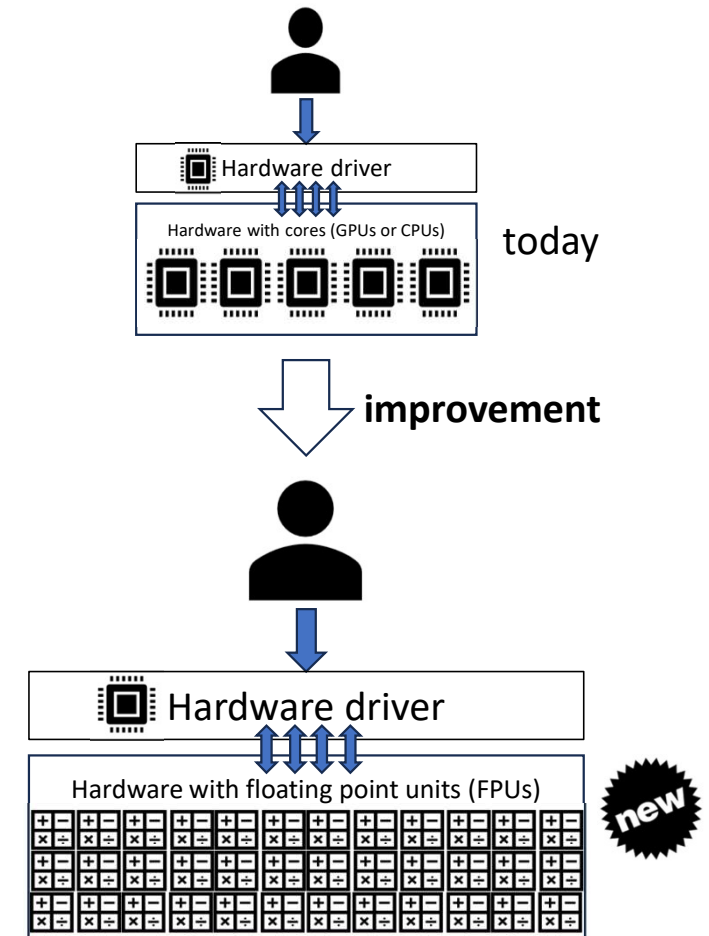 Hardware driver
Hardware with cores (GPUs or CPUs)
today
improvement
Hardware driver
Hardware with floating point units (FPUs)
new